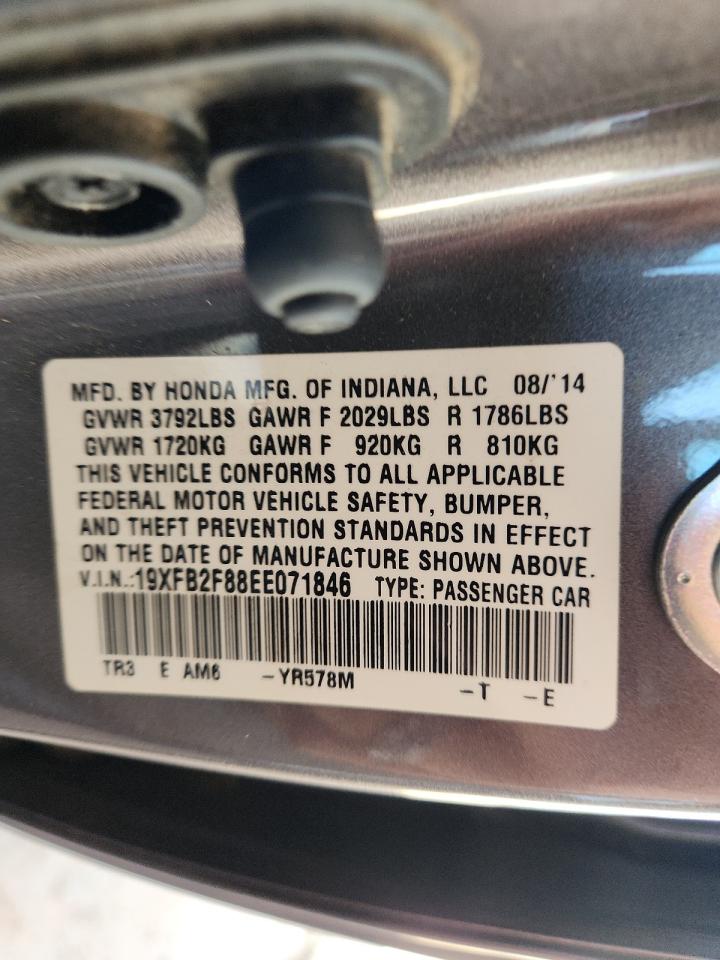 MFD. BY HONDA MFG. OF INDIANA, LLC 08/'14
GVWR 3792LBS GAWR F 2029LBS R 1786LBS
GVWR 1720KG GAWR F 920KG R 810KG
THIS VEHICLE CONFORMS TO ALL APPLICABLE
FEDERAL MOTOR VEHICLE SAFETY, BUMPER,
AND THEFT PREVENTION STANDARDS IN EFFECT
ON THE DATE OF MANUFACTURE SHOWN ABOVE.
V.I.N.:19XFB2F88EE071846 TYPE: PASSENGER CAR
TR3 E AM6 -YR578M -T -E